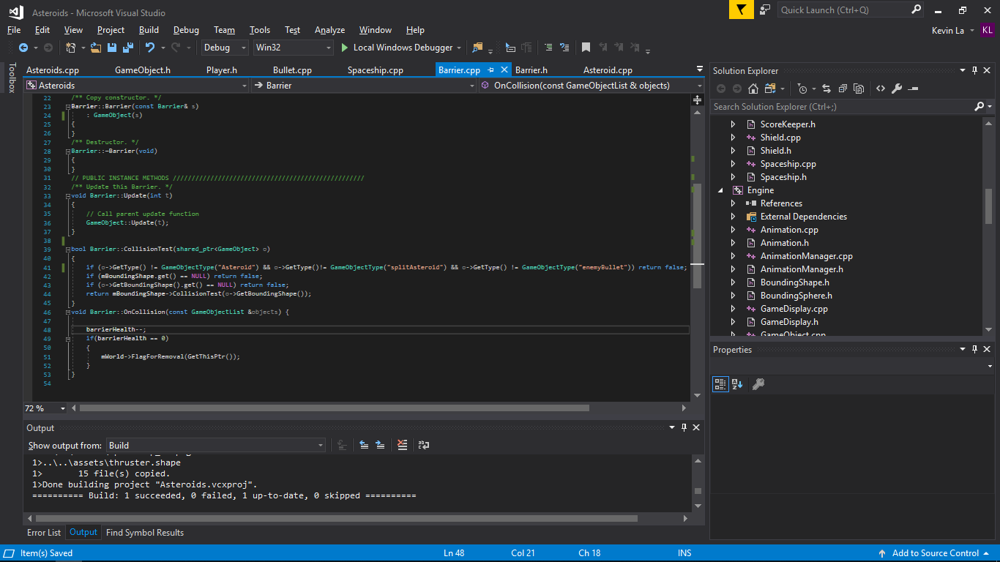 Asteroids - Microsoft Visual Studio
Quick Launch (Ctrl+Q)
File Edit View Project Build Debug Team Tools Test Analyze Window Help
Kevin La KL
Debug Win32 Local Windows Debugger
Toolbox
Asteroids.cpp GameObject.h Player.h Bullet.cpp Spaceship.cpp Barrier.cpp Barrier.h Asteroid.cpp
Asteroids Barrier OnCollision(const GameObjectList & objects)
22 /** Copy constructor. */
23 Barrier::Barrier(const Barrier& s)
24 : GameObject(s)
25 {
26 }
27 /** Destructor. */
28 Barrier::~Barrier(void)
29 {
30 }
31 // PUBLIC INSTANCE METHODS ///////////////////////////////////////////////////
32 /** Update this Barrier. */
33 void Barrier::Update(int t)
34 {
35 // Call parent update function
36 GameObject::Update(t);
37 }
38
39 bool Barrier::CollisionTest(shared_ptr<GameObject> o)
40 {
41 if (o->GetType() != GameObjectType("Asteroid") && o->GetType()!= GameObjectType("splitAsteroid") && o->GetType() != GameObjectType("enemyBullet")) return false;
42 if (mBoundingShape.get() == NULL) return false;
43 if (o->GetBoundingShape().get() == NULL) return false;
44 return mBoundingShape->CollisionTest(o->GetBoundingShape());
45 }
46 void Barrier::OnCollision(const GameObjectList &objects) {
47
48 barrierHealth--;
49 if(barrierHealth == 0)
50 {
51 mWorld->FlagForRemoval(GetThisPtr());
52 }
53 }
54
72 %
Output
Show output from: Build
1>..\..\assets\thruster.shape
1> 15 file(s) copied.
1>Done building project "Asteroids.vcxproj".
========== Build: 1 succeeded, 0 failed, 1 up-to-date, 0 skipped ==========
Error List Output Find Symbol Results
Solution Explorer
Search Solution Explorer (Ctrl+;)
ScoreKeeper.h
Shield.cpp
Shield.h
Spaceship.cpp
Spaceship.h
Engine
References
External Dependencies
Animation.cpp
Animation.h
AnimationManager.cpp
AnimationManager.h
BoundingShape.h
BoundingSphere.h
GameDisplay.cpp
GameDisplay.h
GameObject.cpp
Properties
Item(s) Saved Ln 48 Col 21 Ch 18 INS Add to Source Control